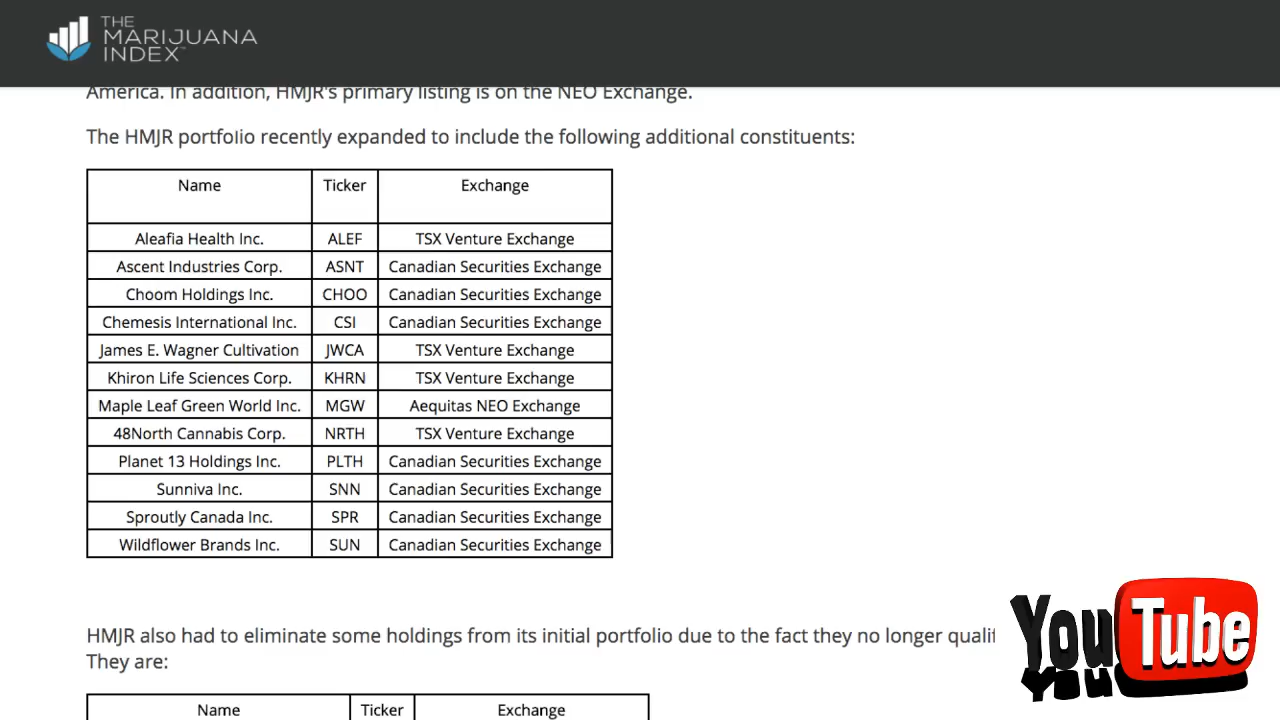 THE
MARIJUANA
INDEX™
America. In addition, HMJR's primary listing is on the NEO Exchange.
The HMJR portfolio recently expanded to include the following additional constituents:
Name Ticker Exchange
Aleafia Health Inc. ALEF TSX Venture Exchange
Ascent Industries Corp. ASNT Canadian Securities Exchange
Choom Holdings Inc. CHOO Canadian Securities Exchange
Chemesis International Inc. CSI Canadian Securities Exchange
James E. Wagner Cultivation JWCA TSX Venture Exchange
Khiron Life Sciences Corp. KHRN TSX Venture Exchange
Maple Leaf Green World Inc. MGW Aequitas NEO Exchange
48North Cannabis Corp. NRTH TSX Venture Exchange
Planet 13 Holdings Inc. PLTH Canadian Securities Exchange
Sunniva Inc. SNN Canadian Securities Exchange
Sproutly Canada Inc. SPR Canadian Securities Exchange
Wildflower Brands Inc. SUN Canadian Securities Exchange
HMJR also had to eliminate some holdings from its initial portfolio due to the fact they no longer qualif
They are:
Name Ticker Exchange
You Tube